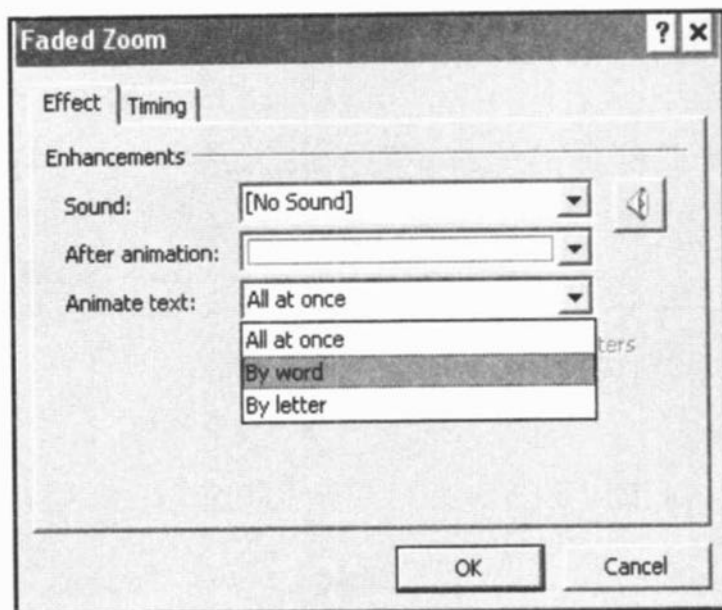 Faded Zoom ? X
Effect Timing
Enhancements
Sound: [No Sound]
After animation:
Animate text: All at once
All at once
ters
By word
By letter
OK Cancel